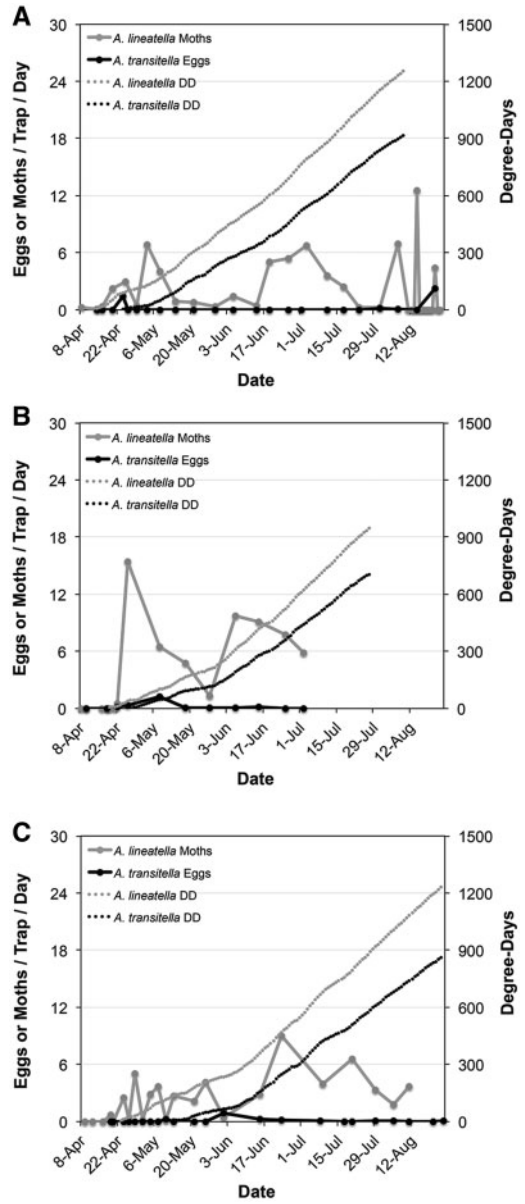 A
30
24
18
12
6
0
Eggs or Moths / Trap / Day
A. lineatella Moths
A. transitella Eggs
A. lineatella DD
A. transitella DD
1500
1200
900
600
300
0
Degree-Days
8-Apr
22-Apr
6-May
20-May
3-Jun
17-Jun
1-Jul
15-Jul
29-Jul
12-Aug
Date
B
30
24
18
12
6
0
Eggs or Moths / Trap / Day
A. lineatella Moths
A. transitella Eggs
A. lineatella DD
A. transitella DD
1500
1200
900
600
300
0
Degree-Days
8-Apr
22-Apr
6-May
20-May
3-Jun
17-Jun
1-Jul
15-Jul
29-Jul
12-Aug
Date
C
30
24
18
12
6
0
Eggs or Moths / Trap / Day
A. lineatella Moths
A. transitella Eggs
A. lineatella DD
A. transitella DD
1500
1200
900
600
300
0
Degree-Days
8-Apr
22-Apr
6-May
20-May
3-Jun
17-Jun
1-Jul
15-Jul
29-Jul
12-Aug
Date